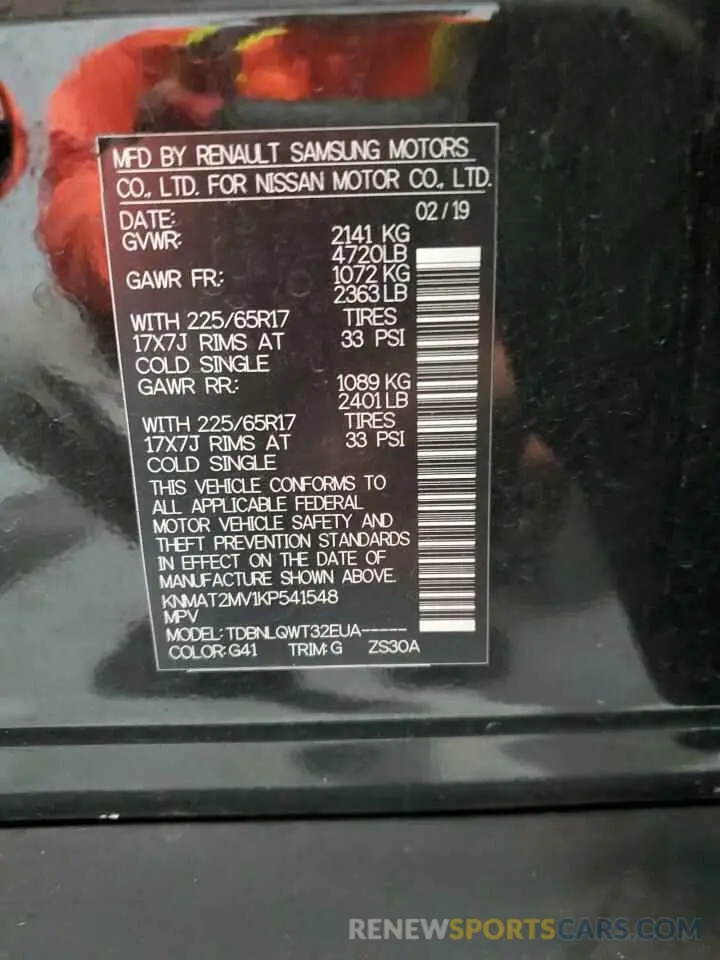 MFD BY RENAULT SAMSUNG MOTORS
CO., LTD. FOR NISSAN MOTOR CO., LTD.
DATE: 02 / 19
GVWR: 2141 KG
4720LB
GAWR FR: 1072 KG
2363 LB
WITH 225/65R17 TIRES
17X7J RIMS AT 33 PSI
COLD SINGLE
GAWR RR: 1089 KG
2401 LB
WITH 225/65R17 TIRES
17X7J RIMS AT 33 PSI
COLD SINGLE
THIS VEHICLE CONFORMS TO
ALL APPLICABLE FEDERAL
MOTOR VEHICLE SAFETY AND
THEFT PREVENTION STANDARDS
IN EFFECT ON THE DATE OF
MANUFACTURE SHOWN ABOVE.
KNMAT2MV1KP541548
MPV
MODEL: TDBNLQWT32EUA-----
COLOR: G41 TRIM: G ZS30A
RENEWSPORTSCARS.COM